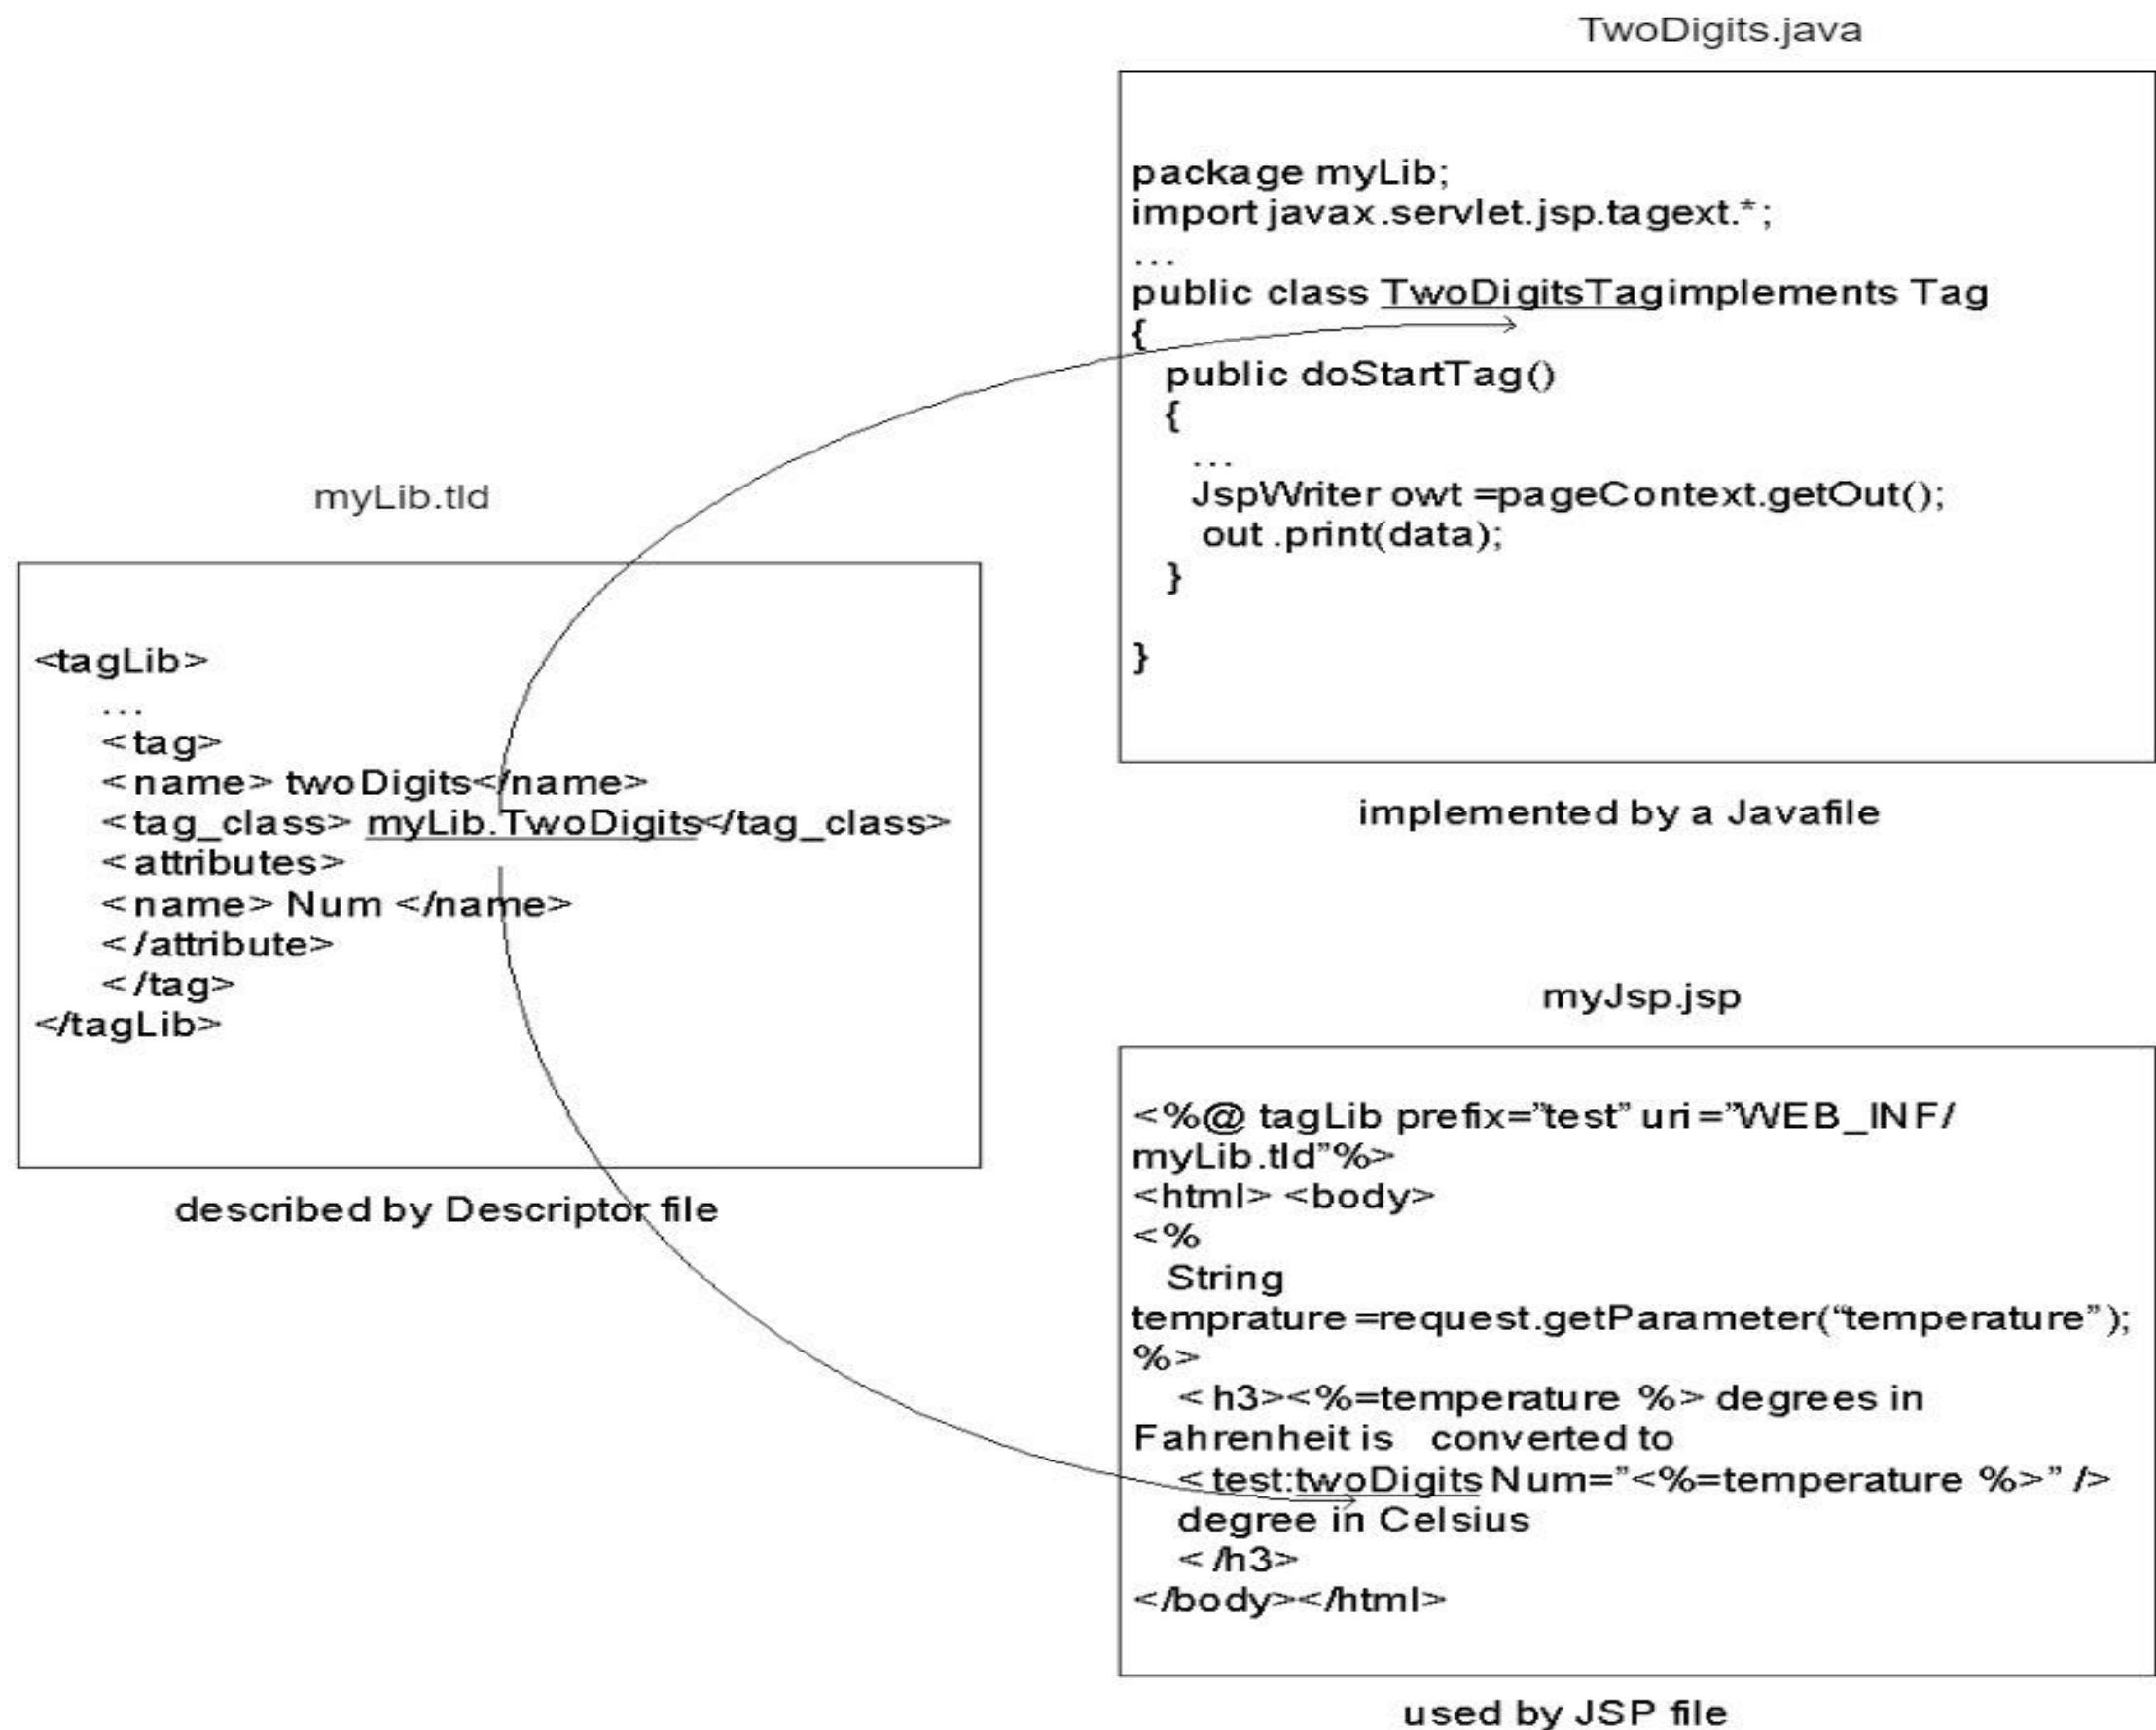 TwoDigits.java
package myLib;
import javax.servlet.jsp.tagext.*;
...
public class TwoDigitsTagimplements Tag
{
public doStartTag()
{
...
JspWriter owt =pageContext.getOut();
out .print(data);
}
}
implemented by a Javafile
myLib.tld
<tagLib>
...
<tag>
<name> twoDigits</name>
<tag_class> myLib.TwoDigits</tag_class>
<attributes>
<name> Num </name>
</attribute>
</tag>
</tagLib>
described by Descriptor file
myJsp.jsp
<%@ tagLib prefix=”test” uri =”WEB_INF/
myLib.tld”%>
<html> <body>
<%
String
temprature =request.getParameter(“temperature”);
%>
<h3><%=temperature %> degrees in
Fahrenheit is converted to
<test:twoDigits Num=”<%=temperature %>” />
degree in Celsius
</h3>
</body></html>
used by JSP file